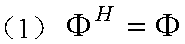 (1) Φ^H = Φ